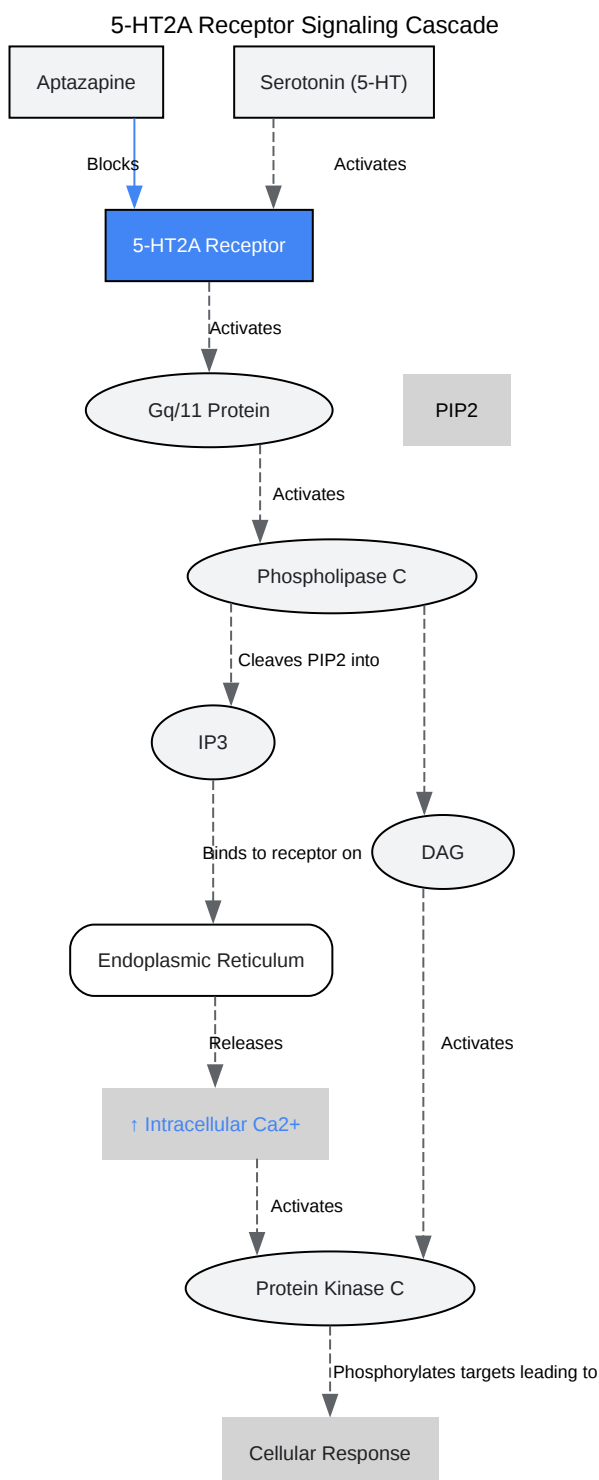 5-HT2A Receptor Signaling Cascade
Aptazapine
Serotonin (5-HT)
Blocks
Activates
5-HT2A Receptor
Activates
Gq/11 Protein
PIP2
Activates
Phospholipase C
Cleaves PIP2 into
IP3
Binds to receptor on
DAG
Endoplasmic Reticulum
Releases
Activates
↑ Intracellular Ca2+
Activates
Protein Kinase C
Phosphorylates targets leading to
Cellular Response